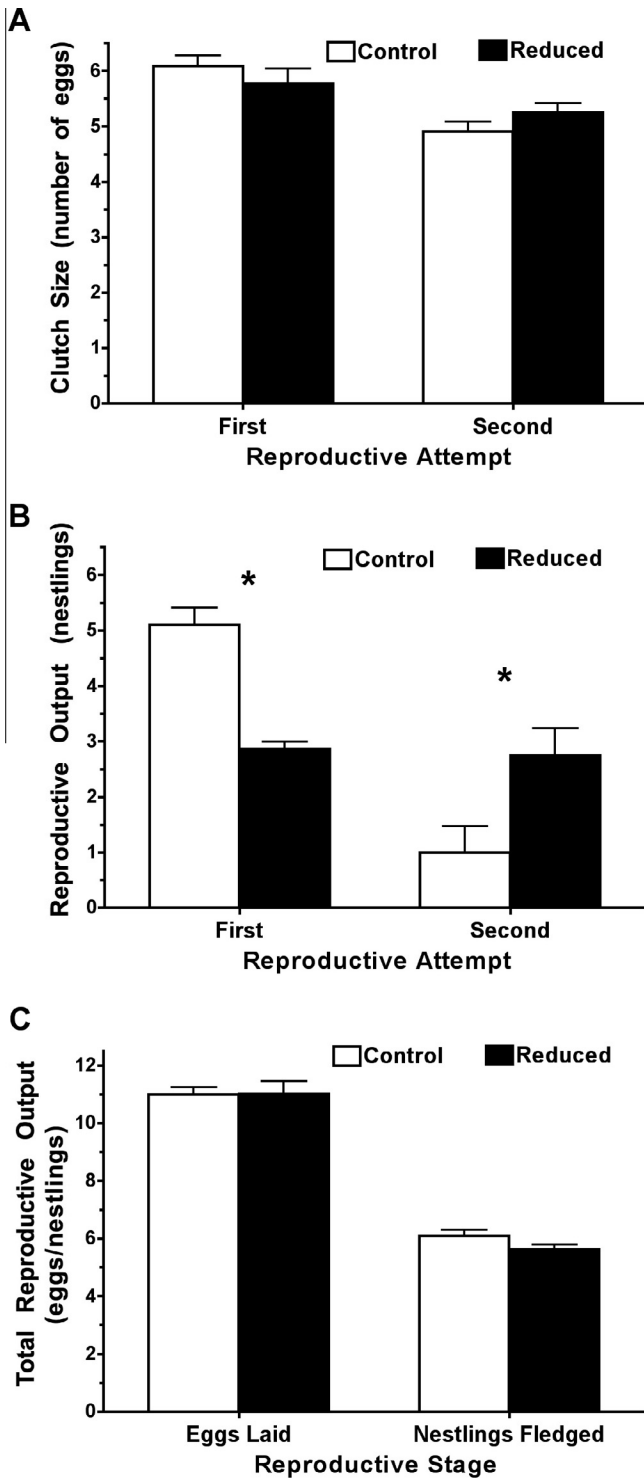 A
Control Reduced
Clutch Size (number of eggs)
6
5
4
3
2
1
0
First Second
Reproductive Attempt
B
Control Reduced
Reproductive Output (nestlings)
6
*
5
4
*
3
2
1
0
First Second
Reproductive Attempt
C
Control Reduced
Total Reproductive Output
(eggs/nestlings)
12
10
8
6
4
2
0
Eggs Laid Nestlings Fledged
Reproductive Stage